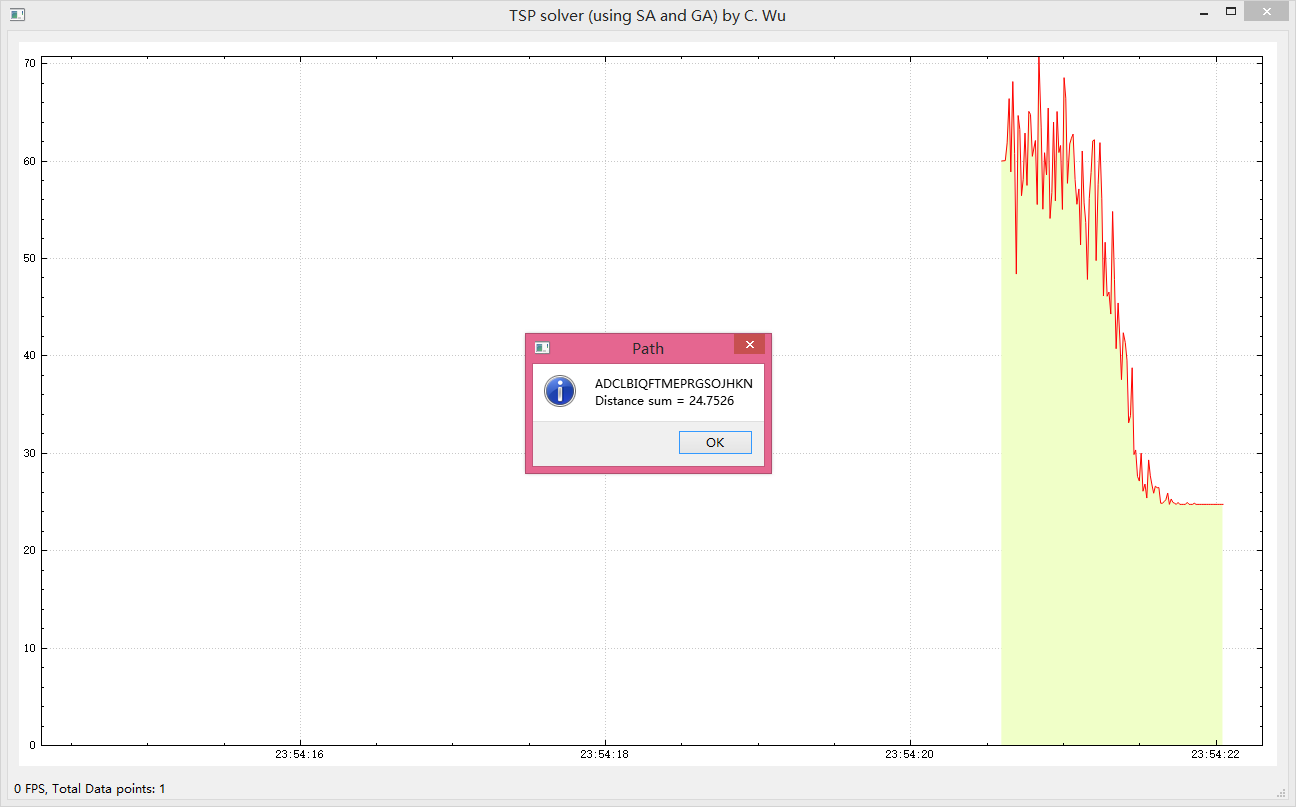 TSP solver (using SA and GA) by C. Wu
70
60
50
40
30
20
10
0
Path
ADCLBIQFTMEPRGSOJHKN
Distance sum = 24.7526
OK
23:54:16
23:54:18
23:54:20
23:54:22
0 FPS, Total Data points: 1